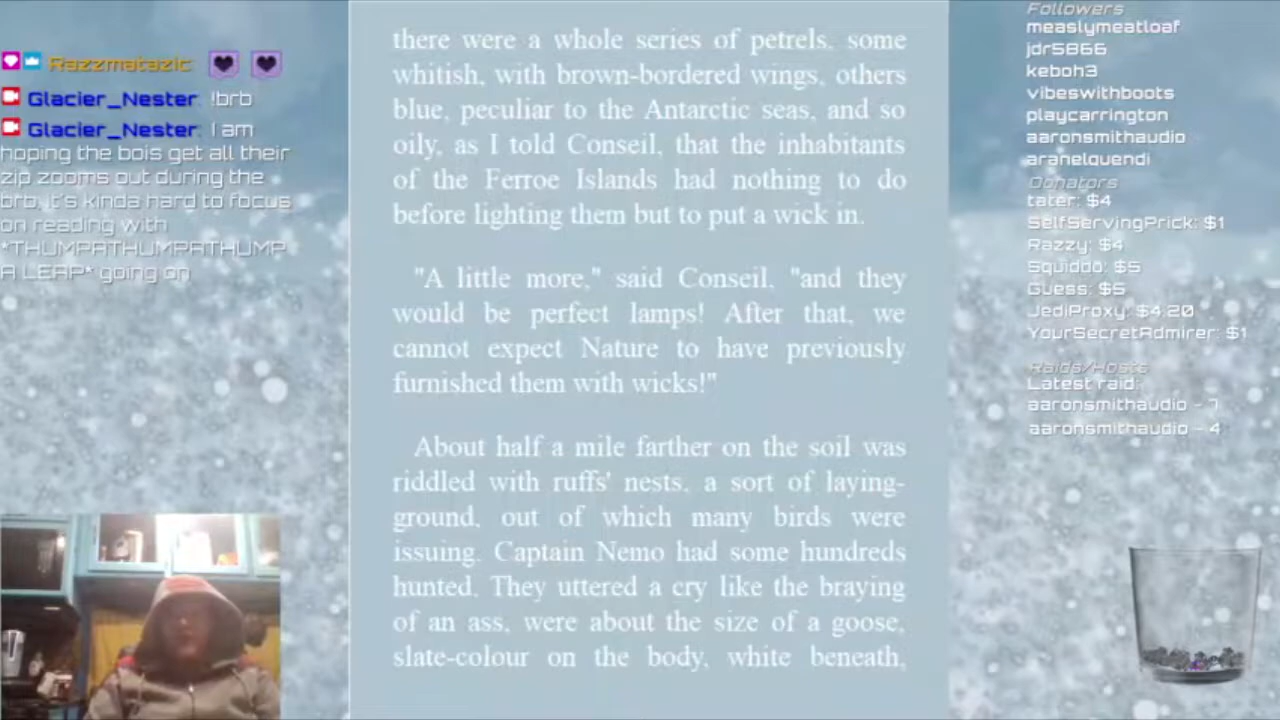 Razzmatazic
Glacier_Nester: !brb
Glacier_Nester: I am
hoping the bois get all their
zip zooms out during the
brb, it's kinda hard to focus
on reading with
*THUMPATHUMPATHUMP
A LEAP* going on
there were a whole series of petrels, some
whitish, with brown-bordered wings, others
blue, peculiar to the Antarctic seas, and so
oily, as I told Conseil, that the inhabitants
of the Ferroe Islands had nothing to do
before lighting them but to put a wick in.
"A little more," said Conseil, "and they
would be perfect lamps! After that, we
cannot expect Nature to have previously
furnished them with wicks!"
About half a mile farther on the soil was
riddled with ruffs' nests, a sort of laying-
ground, out of which many birds were
issuing. Captain Nemo had some hundreds
hunted. They uttered a cry like the braying
of an ass, were about the size of a goose,
slate-colour on the body, white beneath,
Followers
measlymeatloaf
jdr5866
keboh3
vibeswithboots
playcarrington
aaronsmithaudio
aranelquendi
Donators
tater: $4
SelfServingPrick: $1
Razzy: $4
Squidoo: $5
Guess: $5
JediProxy: $4.20
YourSecretAdmirer: $1
Raids/Hosts
Latest raid:
aaronsmithaudio - 7
aaronsmithaudio - 4